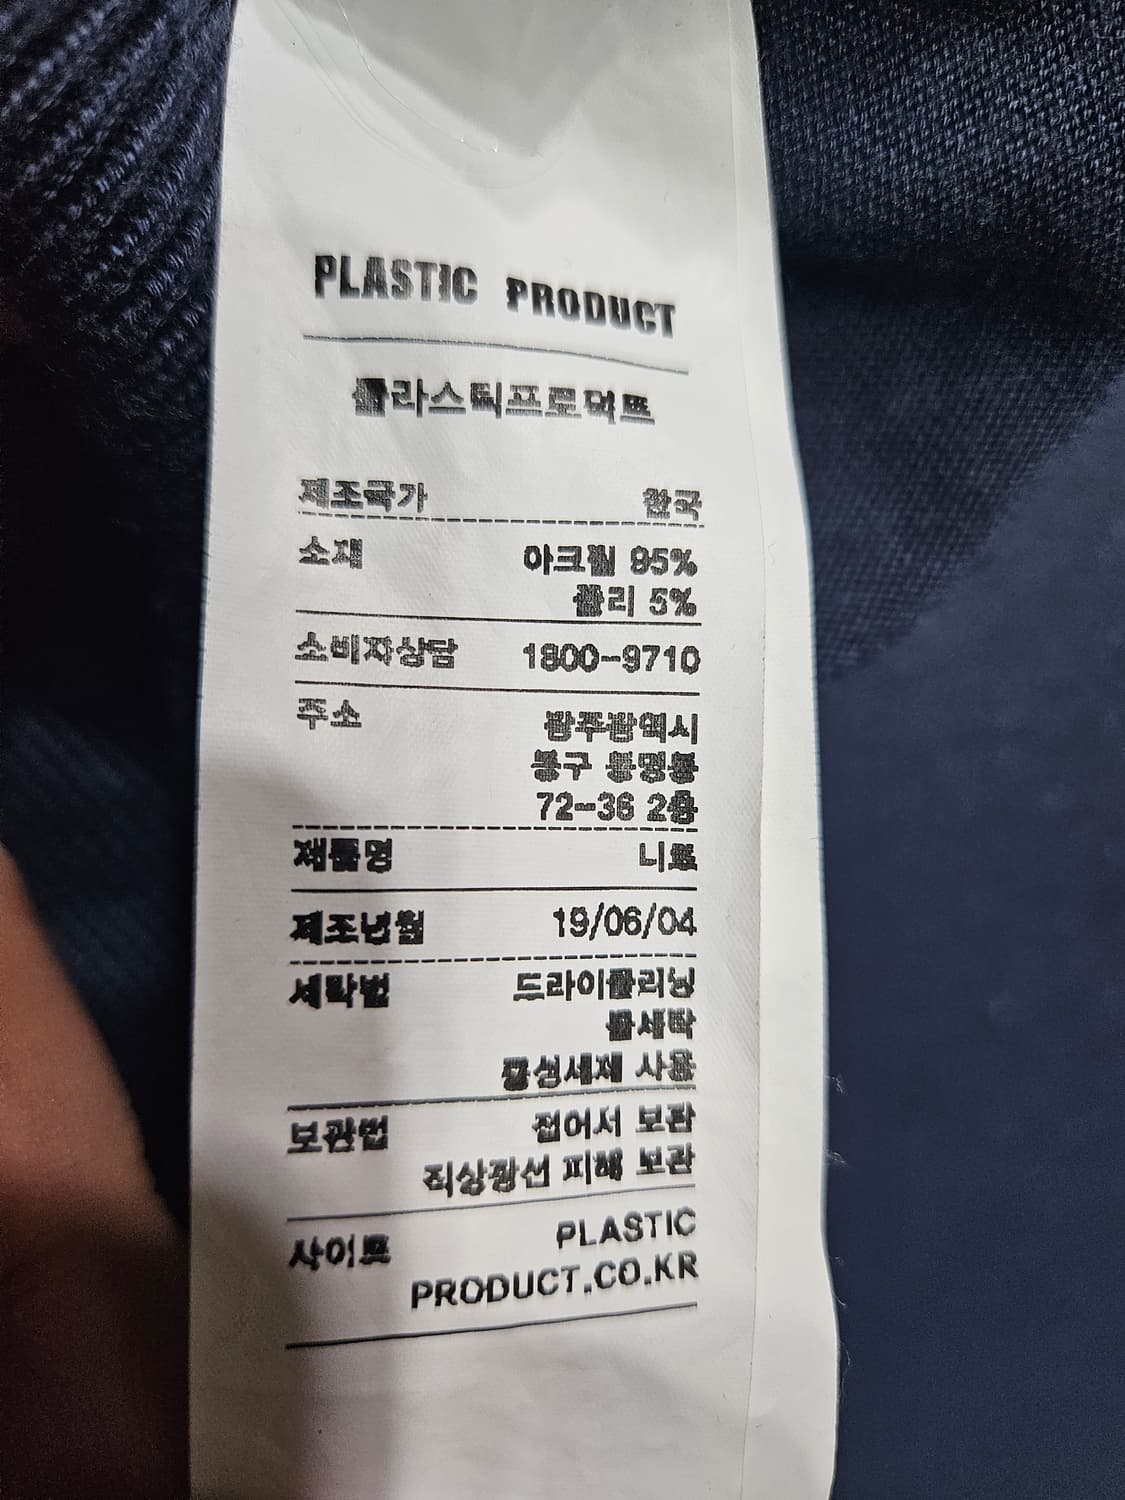 PLASTIC PRODUCT
플라스틱프로덕트
제조국가 한국
소재 아크릴 95%
폴리 5%
소비자상담 1800-9710
주소 광주광역시
동구 동명동
72-36 2층
제품명 니트
제조년월 19/06/04
세탁법 드라이클리닝
울세탁
중성세제 사용
보관법 접어서 보관
직상광선 피해 보관
사이트 PLASTIC
PRODUCT.CO.KR